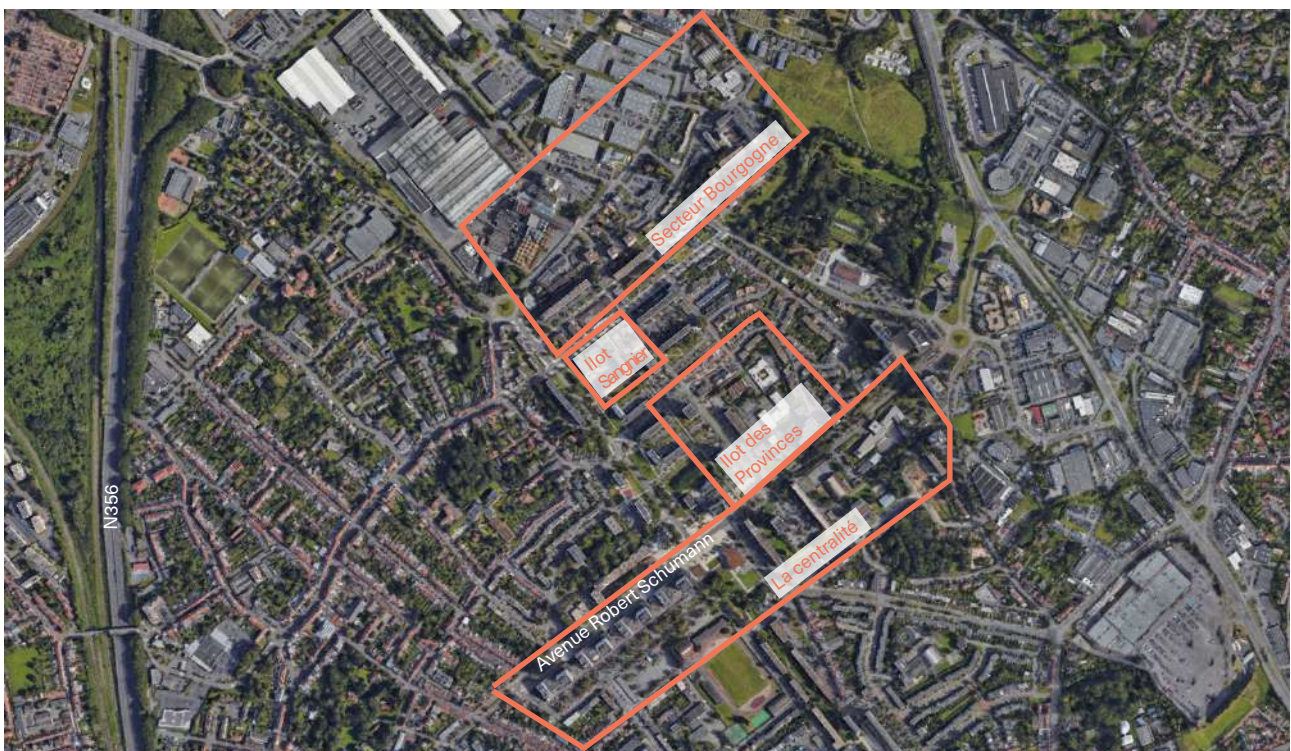 Secteur Bourgogne
Ilot
Sangnier
Ilot des
Provinces
N356
La centralité
Avenue Robert Schumann